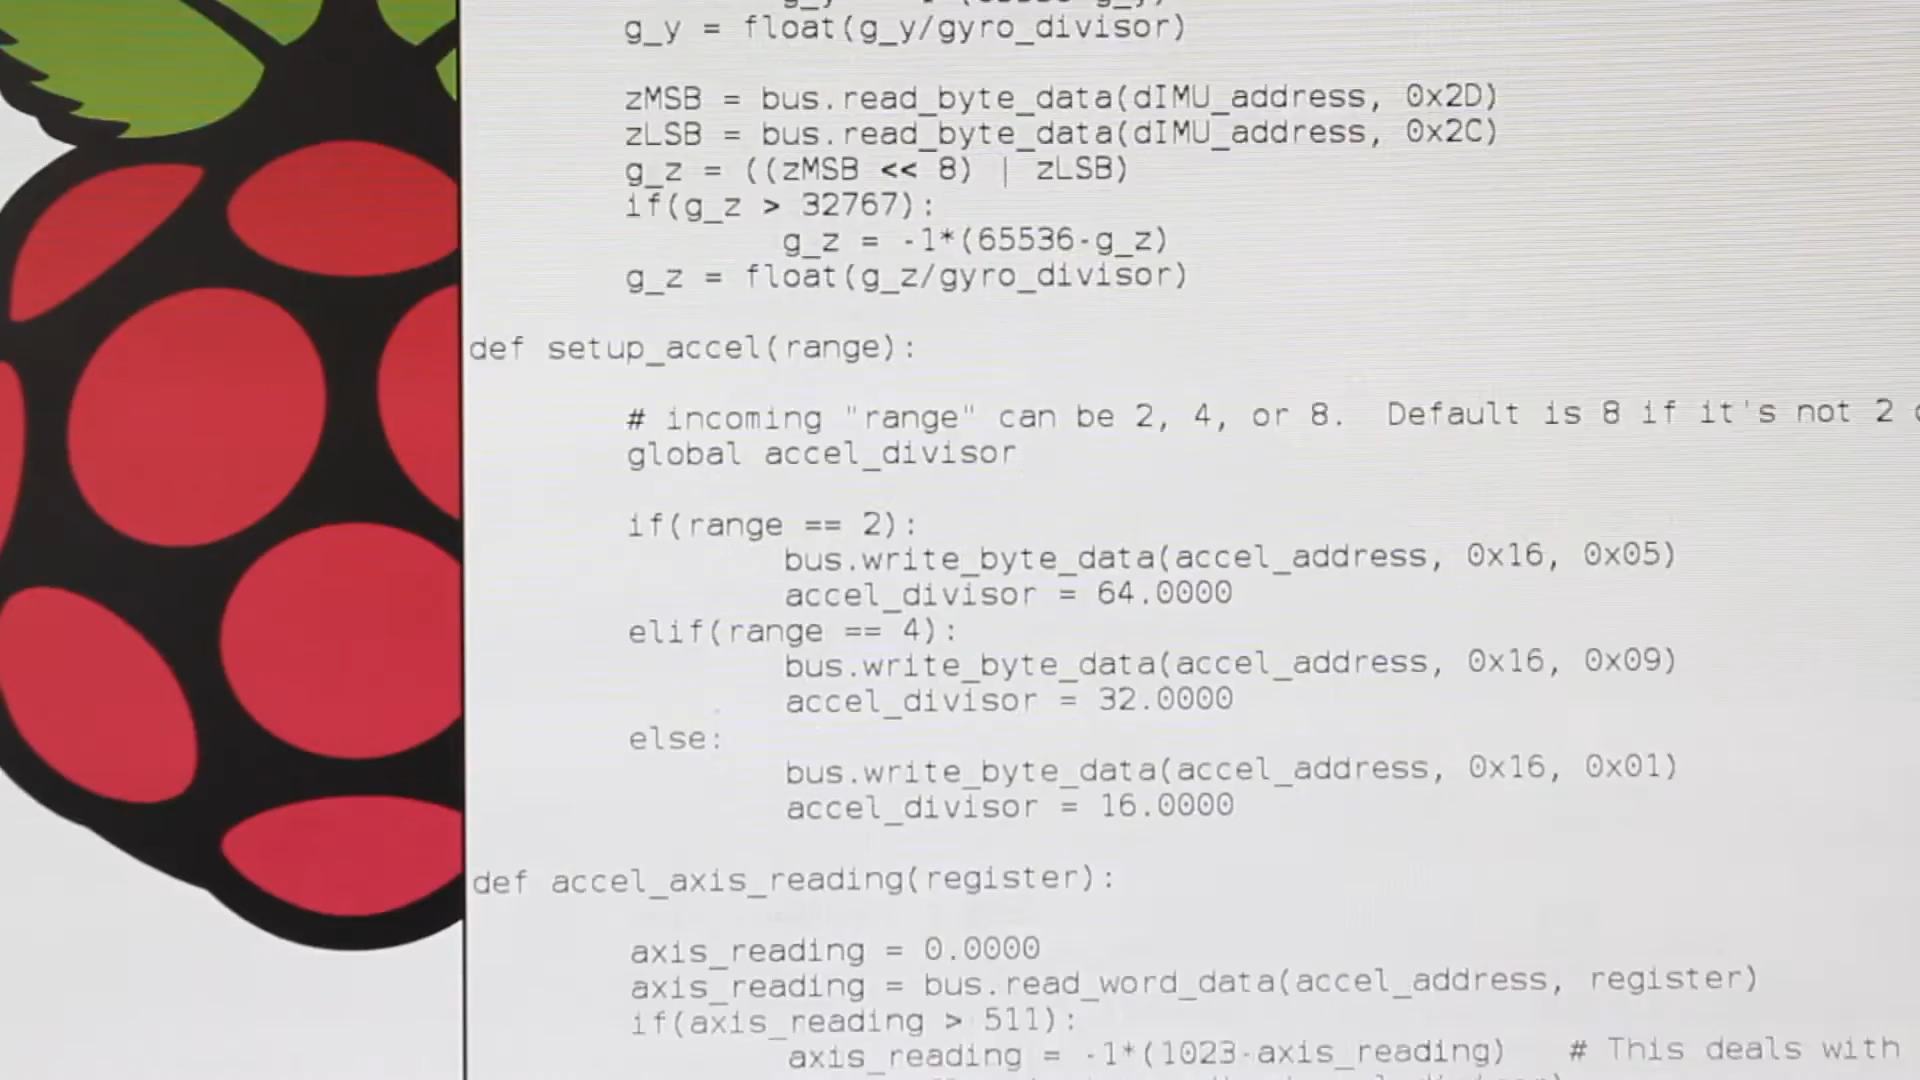 g_y = float(g_y/gyro_divisor)
zMSB = bus.read_byte_data(dIMU_address, 0x2D)
zLSB = bus.read_byte_data(dIMU_address, 0x2C)
g_z = ((zMSB << 8) | zLSB)
if(g_z > 32767):
g_z = -1*(65536-g_z)
g_z = float(g_z/gyro_divisor)
def setup_accel(range):
# incoming "range" can be 2, 4, or 8. Default is 8 if it's not 2
global accel_divisor
if(range == 2):
bus.write_byte_data(accel_address, 0x16, 0x05)
accel_divisor = 64.0000
elif(range == 4):
bus.write_byte_data(accel_address, 0x16, 0x09)
accel_divisor = 32.0000
else:
bus.write_byte_data(accel_address, 0x16, 0x01)
accel_divisor = 16.0000
def accel_axis_reading(register):
axis_reading = 0.0000
axis_reading = bus.read_word_data(accel_address, register)
if(axis_reading > 511):
axis_reading = -1*(1023-axis_reading) # This deals with